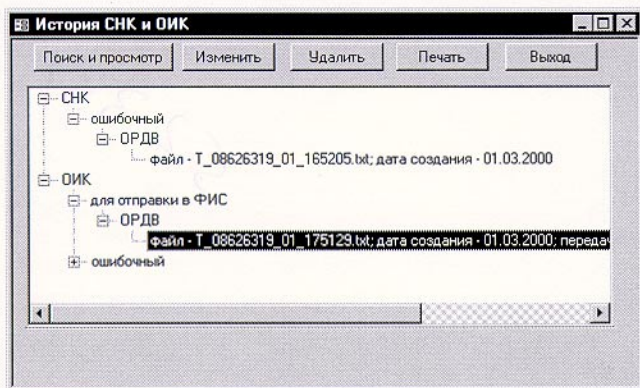 История СНК и ОИК
Поиск и просмотр Изменить Удалить Печать Выход
СНК
ошибочный
ОРДВ
файл - T_08626319_01_165205.txt; дата создания - 01.03.2000
ОИК
для отправки в ФИС
ОРДВ
файл - T_08626319_01_175129.txt; дата создания - 01.03.2000; передач
ошибочный